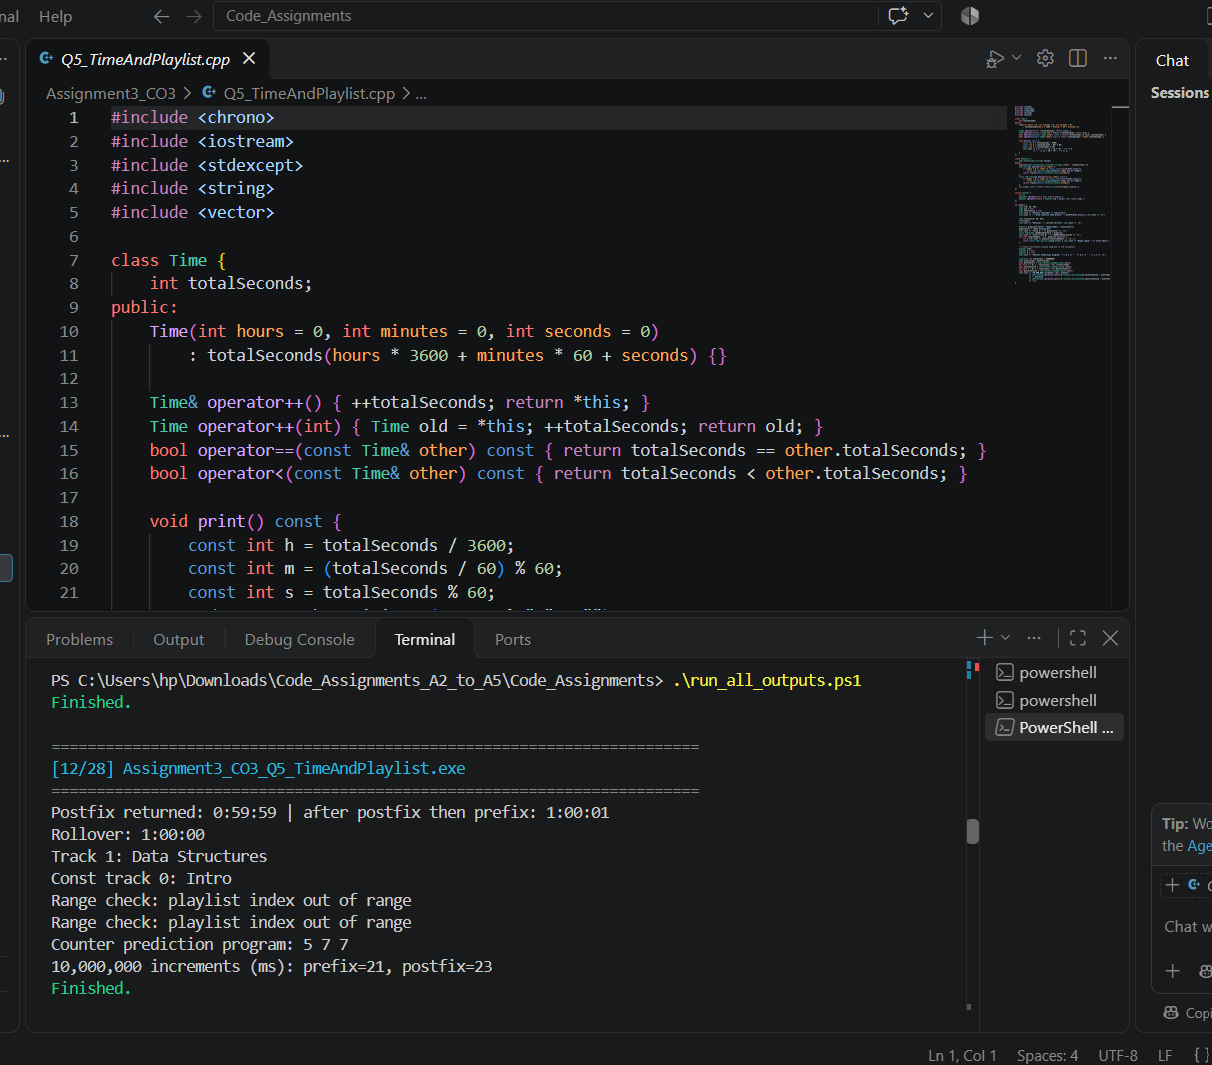 Help
Code_Assignments
Q5_TimeAndPlaylist.cpp
Chat
Assignment3_CO3 > Q5_TimeAndPlaylist.cpp > ...
Sessions
1 #include <chrono>
2 #include <iostream>
3 #include <stdexcept>
4 #include <string>
5 #include <vector>
6
7 class Time {
8 int totalSeconds;
9 public:
10 Time(int hours = 0, int minutes = 0, int seconds = 0)
11 : totalSeconds(hours * 3600 + minutes * 60 + seconds) {}
12
13 Time& operator++() { ++totalSeconds; return *this; }
14 Time operator++(int) { Time old = *this; ++totalSeconds; return old; }
15 bool operator==(const Time& other) const { return totalSeconds == other.totalSeconds; }
16 bool operator<(const Time& other) const { return totalSeconds < other.totalSeconds; }
17
18 void print() const {
19 const int h = totalSeconds / 3600;
20 const int m = (totalSeconds / 60) % 60;
21 const int s = totalSeconds % 60;
Problems Output Debug Console Terminal Ports
PS C:\Users\hp\Downloads\Code_Assignments_A2_to_A5\Code_Assignments> .\run_all_outputs.ps1
Finished.
========================================================================
[12/28] Assignment3_CO3_Q5_TimeAndPlaylist.exe
========================================================================
Postfix returned: 0:59:59 | after postfix then prefix: 1:00:01
Rollover: 1:00:00
Track 1: Data Structures
Const track 0: Intro
Range check: playlist index out of range
Range check: playlist index out of range
Counter prediction program: 5 7 7
10,000,000 increments (ms): prefix=21, postfix=23
Finished.
powershell
powershell
PowerShell ...
Tip:
the
Chat
Ln 1, Col 1 Spaces: 4 UTF-8 LF {}